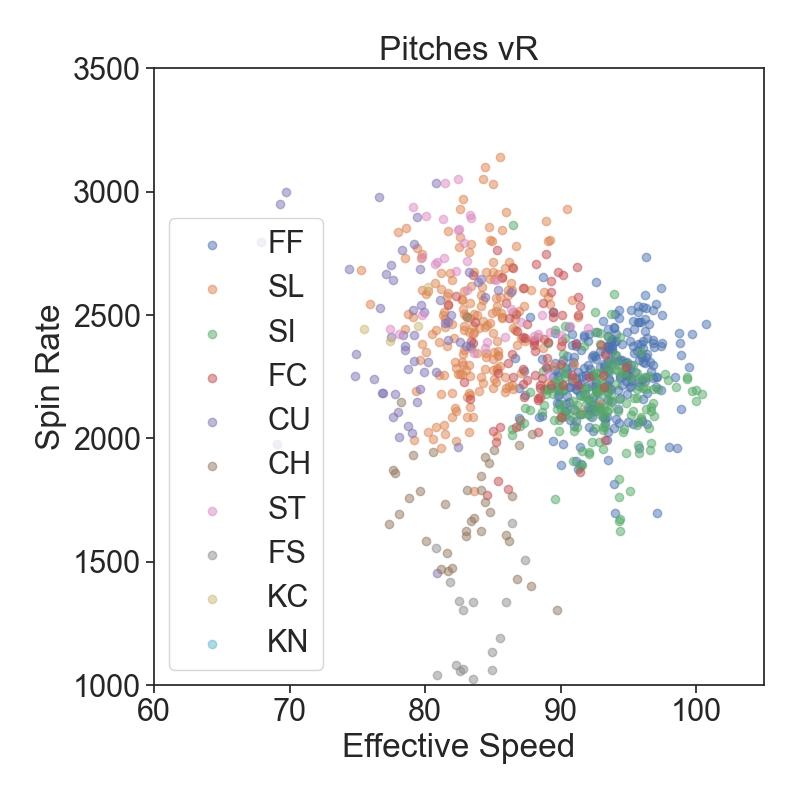 Pitches vR
3500
3000
2500
2000
1500
1000
Spin Rate
FF
SL
SI
FC
CU
CH
ST
FS
KC
KN
60 70 80 90 100
Effective Speed